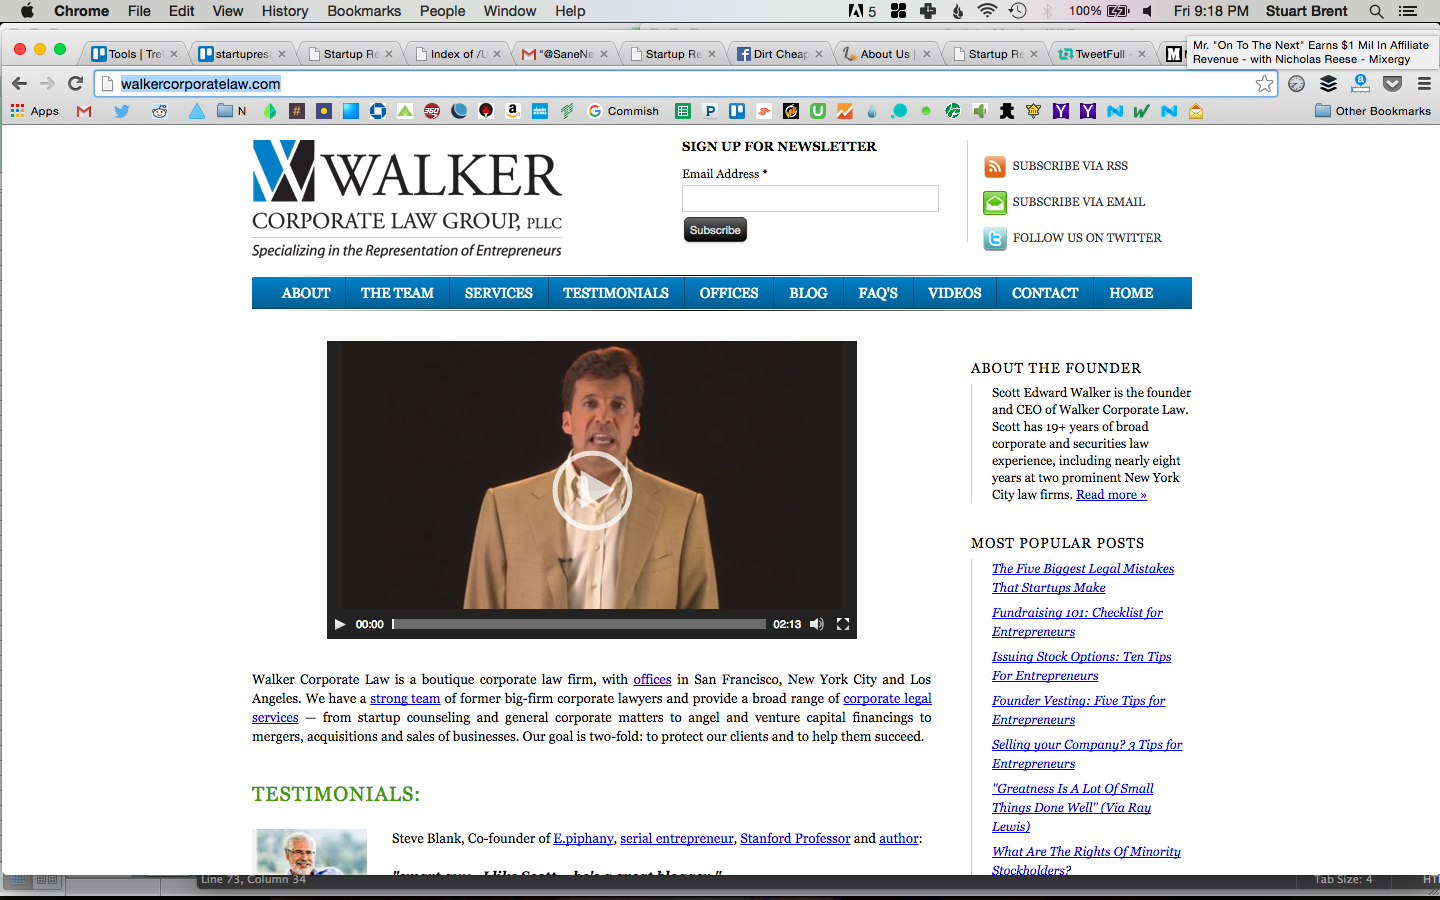 Chrome File Edit View History Bookmarks People Window Help 5 100% Fri 9:18 PM Stuart Brent
Tools | Trel startuprese Startup Re Index of /U "@SaneNe Startup Re Dirt Cheap About Us | Startup Re TweetFull -
Mr. "On To The Next" Earns $1 Mil In Affiliate
Revenue - with Nicholas Reese - Mixergy
walkercorporatelaw.com
Apps N Commish Other Bookmarks
WALKER
CORPORATE LAW GROUP, PLLC
Specializing in the Representation of Entrepreneurs
SIGN UP FOR NEWSLETTER
Email Address *
Subscribe
SUBSCRIBE VIA RSS
SUBSCRIBE VIA EMAIL
FOLLOW US ON TWITTER
ABOUT THE TEAM SERVICES TESTIMONIALS OFFICES BLOG FAQ'S VIDEOS CONTACT HOME
00:00 02:13
Walker Corporate Law is a boutique corporate law firm, with offices in San Francisco, New York City and Los
Angeles. We have a strong team of former big-firm corporate lawyers and provide a broad range of corporate legal
services — from startup counseling and general corporate matters to angel and venture capital financings to
mergers, acquisitions and sales of businesses. Our goal is two-fold: to protect our clients and to help them succeed.
TESTIMONIALS:
Steve Blank, Co-founder of E.piphany, serial entrepreneur, Stanford Professor and author:
ABOUT THE FOUNDER
Scott Edward Walker is the founder
and CEO of Walker Corporate Law.
Scott has 19+ years of broad
corporate and securities law
experience, including nearly eight
years at two prominent New York
City law firms. Read more »
MOST POPULAR POSTS
The Five Biggest Legal Mistakes
That Startups Make
Fundraising 101: Checklist for
Entrepreneurs
Issuing Stock Options: Ten Tips
For Entrepreneurs
Founder Vesting: Five Tips for
Entrepreneurs
Selling your Company? 3 Tips for
Entrepreneurs
"Greatness Is A Lot Of Small
Things Done Well" (Via Ray
Lewis)
What Are The Rights Of Minority
Stockholders?
Line 73, Column 34 Tab Size: 4